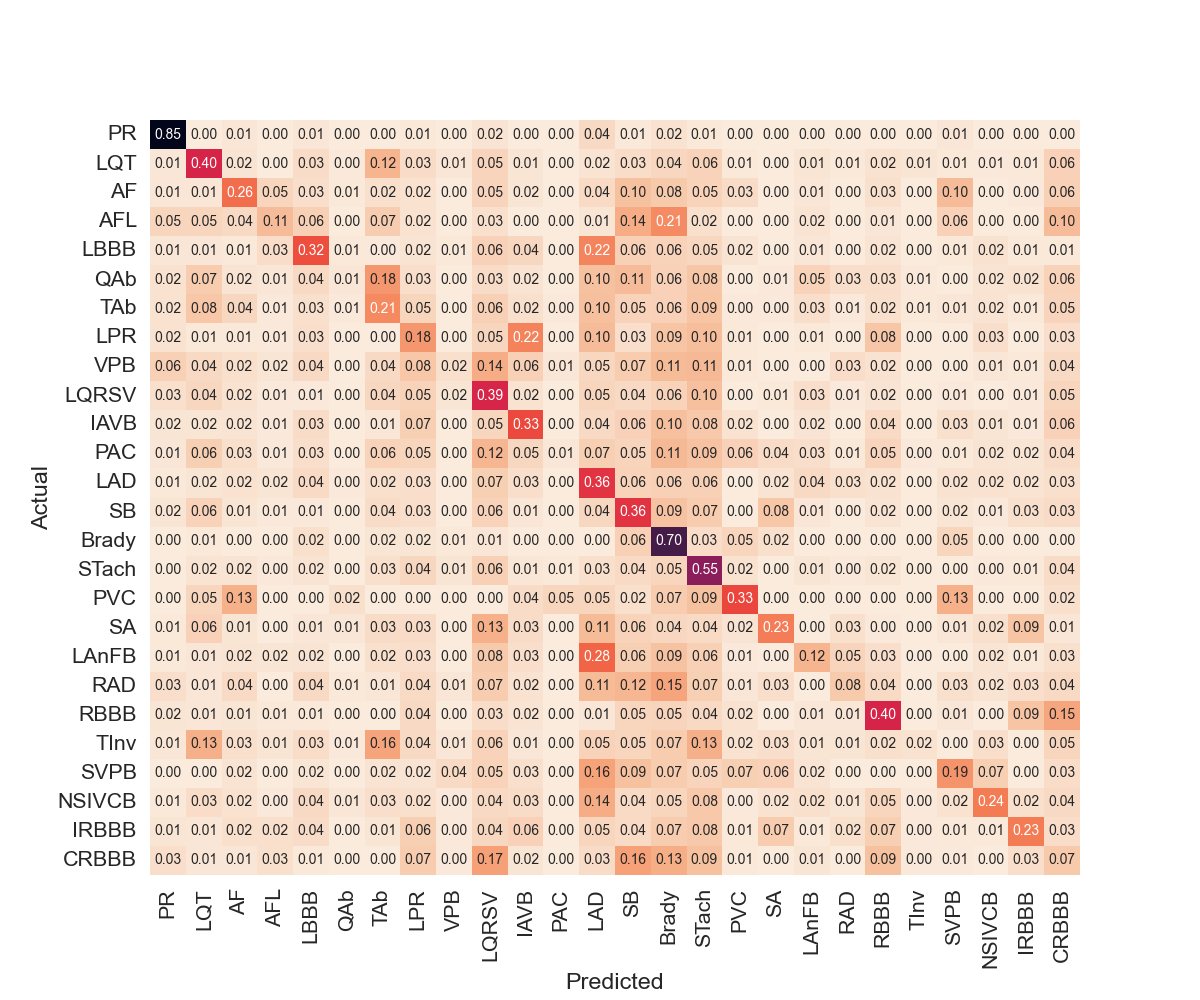 PR 0.85 0.00 0.01 0.00 0.01 0.00 0.00 0.01 0.00 0.02 0.00 0.00 0.04 0.01 0.02 0.01 0.00 0.00 0.00 0.00 0.00 0.00 0.01 0.00 0.00 0.00
LQT 0.01 0.40 0.02 0.00 0.03 0.00 0.12 0.03 0.01 0.05 0.01 0.00 0.02 0.03 0.04 0.06 0.01 0.00 0.01 0.01 0.02 0.01 0.01 0.01 0.01 0.06
AF 0.01 0.01 0.26 0.05 0.03 0.01 0.02 0.02 0.00 0.05 0.02 0.00 0.04 0.10 0.08 0.05 0.03 0.00 0.01 0.00 0.03 0.00 0.10 0.00 0.00 0.06
AFL 0.05 0.05 0.04 0.11 0.06 0.00 0.07 0.02 0.00 0.03 0.00 0.00 0.01 0.14 0.21 0.02 0.00 0.00 0.02 0.00 0.01 0.00 0.06 0.00 0.00 0.10
LBBB 0.01 0.01 0.01 0.03 0.32 0.01 0.00 0.02 0.01 0.06 0.04 0.00 0.22 0.06 0.06 0.05 0.02 0.00 0.01 0.00 0.02 0.00 0.01 0.02 0.01 0.01
QAb 0.02 0.07 0.02 0.01 0.04 0.01 0.18 0.03 0.00 0.03 0.02 0.00 0.10 0.11 0.06 0.08 0.00 0.01 0.05 0.03 0.03 0.01 0.00 0.02 0.02 0.06
TAb 0.02 0.08 0.04 0.01 0.03 0.01 0.21 0.05 0.00 0.06 0.02 0.00 0.10 0.05 0.06 0.09 0.00 0.00 0.03 0.01 0.02 0.01 0.01 0.02 0.01 0.05
LPR 0.02 0.01 0.01 0.01 0.03 0.00 0.00 0.18 0.00 0.05 0.22 0.00 0.10 0.03 0.09 0.10 0.01 0.00 0.00 0.01 0.08 0.00 0.00 0.03 0.00 0.03
VPB 0.06 0.04 0.02 0.02 0.04 0.00 0.04 0.08 0.02 0.14 0.06 0.01 0.05 0.07 0.11 0.11 0.01 0.00 0.00 0.03 0.02 0.00 0.01 0.01 0.01 0.04
LQRSV 0.03 0.04 0.02 0.01 0.01 0.00 0.04 0.05 0.02 0.39 0.02 0.00 0.05 0.04 0.06 0.10 0.00 0.01 0.03 0.01 0.02 0.00 0.01 0.01 0.01 0.05
IAVB 0.02 0.02 0.02 0.01 0.03 0.00 0.01 0.07 0.00 0.05 0.33 0.00 0.04 0.06 0.10 0.08 0.02 0.00 0.02 0.00 0.04 0.00 0.03 0.01 0.01 0.06
PAC 0.01 0.06 0.03 0.01 0.03 0.00 0.06 0.05 0.00 0.12 0.05 0.01 0.07 0.05 0.11 0.09 0.06 0.04 0.03 0.01 0.05 0.00 0.01 0.02 0.02 0.04
LAD 0.01 0.02 0.02 0.02 0.04 0.00 0.02 0.03 0.00 0.07 0.03 0.00 0.36 0.06 0.06 0.06 0.00 0.02 0.04 0.03 0.02 0.00 0.02 0.02 0.02 0.03
SB 0.02 0.06 0.01 0.01 0.01 0.00 0.04 0.03 0.00 0.06 0.01 0.00 0.04 0.36 0.09 0.07 0.00 0.08 0.00 0.01 0.02 0.00 0.02 0.01 0.03 0.03
Brady 0.00 0.01 0.00 0.00 0.02 0.00 0.02 0.02 0.01 0.01 0.00 0.00 0.00 0.06 0.70 0.03 0.05 0.02 0.00 0.00 0.00 0.00 0.05 0.00 0.00 0.00
STach 0.00 0.02 0.02 0.00 0.02 0.00 0.03 0.04 0.01 0.06 0.01 0.01 0.03 0.04 0.05 0.55 0.02 0.00 0.01 0.00 0.02 0.00 0.00 0.00 0.01 0.04
PVC 0.00 0.05 0.13 0.00 0.00 0.02 0.00 0.00 0.00 0.00 0.04 0.05 0.05 0.02 0.07 0.09 0.33 0.00 0.00 0.00 0.00 0.00 0.13 0.00 0.00 0.02
SA 0.01 0.06 0.01 0.00 0.01 0.01 0.03 0.03 0.00 0.13 0.03 0.00 0.11 0.06 0.04 0.04 0.02 0.23 0.00 0.03 0.00 0.00 0.01 0.02 0.09 0.01
LAnFB 0.01 0.01 0.02 0.02 0.02 0.00 0.02 0.03 0.00 0.08 0.03 0.00 0.28 0.06 0.09 0.06 0.01 0.00 0.12 0.05 0.03 0.00 0.00 0.02 0.01 0.03
RAD 0.03 0.01 0.04 0.00 0.04 0.01 0.01 0.04 0.01 0.07 0.02 0.00 0.11 0.12 0.15 0.07 0.01 0.03 0.00 0.08 0.04 0.00 0.03 0.02 0.03 0.04
RBBB 0.02 0.01 0.01 0.01 0.01 0.00 0.00 0.04 0.00 0.03 0.02 0.00 0.01 0.05 0.05 0.04 0.02 0.00 0.01 0.01 0.40 0.00 0.01 0.00 0.09 0.15
TInv 0.01 0.13 0.03 0.01 0.03 0.01 0.16 0.04 0.01 0.06 0.01 0.00 0.05 0.05 0.07 0.13 0.02 0.03 0.01 0.01 0.02 0.02 0.00 0.03 0.00 0.05
SVPB 0.00 0.00 0.02 0.00 0.02 0.00 0.02 0.02 0.04 0.05 0.03 0.00 0.16 0.09 0.07 0.05 0.07 0.06 0.02 0.00 0.00 0.00 0.19 0.07 0.00 0.03
NSIVCB 0.01 0.03 0.02 0.00 0.04 0.01 0.03 0.02 0.00 0.04 0.03 0.00 0.14 0.04 0.05 0.08 0.00 0.02 0.02 0.01 0.05 0.00 0.02 0.24 0.02 0.04
IRBBB 0.01 0.01 0.02 0.02 0.04 0.00 0.01 0.06 0.00 0.04 0.06 0.00 0.05 0.04 0.07 0.08 0.01 0.07 0.01 0.02 0.07 0.00 0.01 0.01 0.23 0.03
CRBBB 0.03 0.01 0.01 0.03 0.01 0.00 0.00 0.07 0.00 0.17 0.02 0.00 0.03 0.16 0.13 0.09 0.01 0.00 0.01 0.00 0.09 0.00 0.01 0.00 0.03 0.07
Actual
PR LQT AF AFL LBBB QAb TAb LPR VPB LQRSV IAVB PAC LAD SB Brady STach PVC SA LAnFB RAD RBBB TInv SVPB NSIVCB IRBBB CRBBB
Predicted